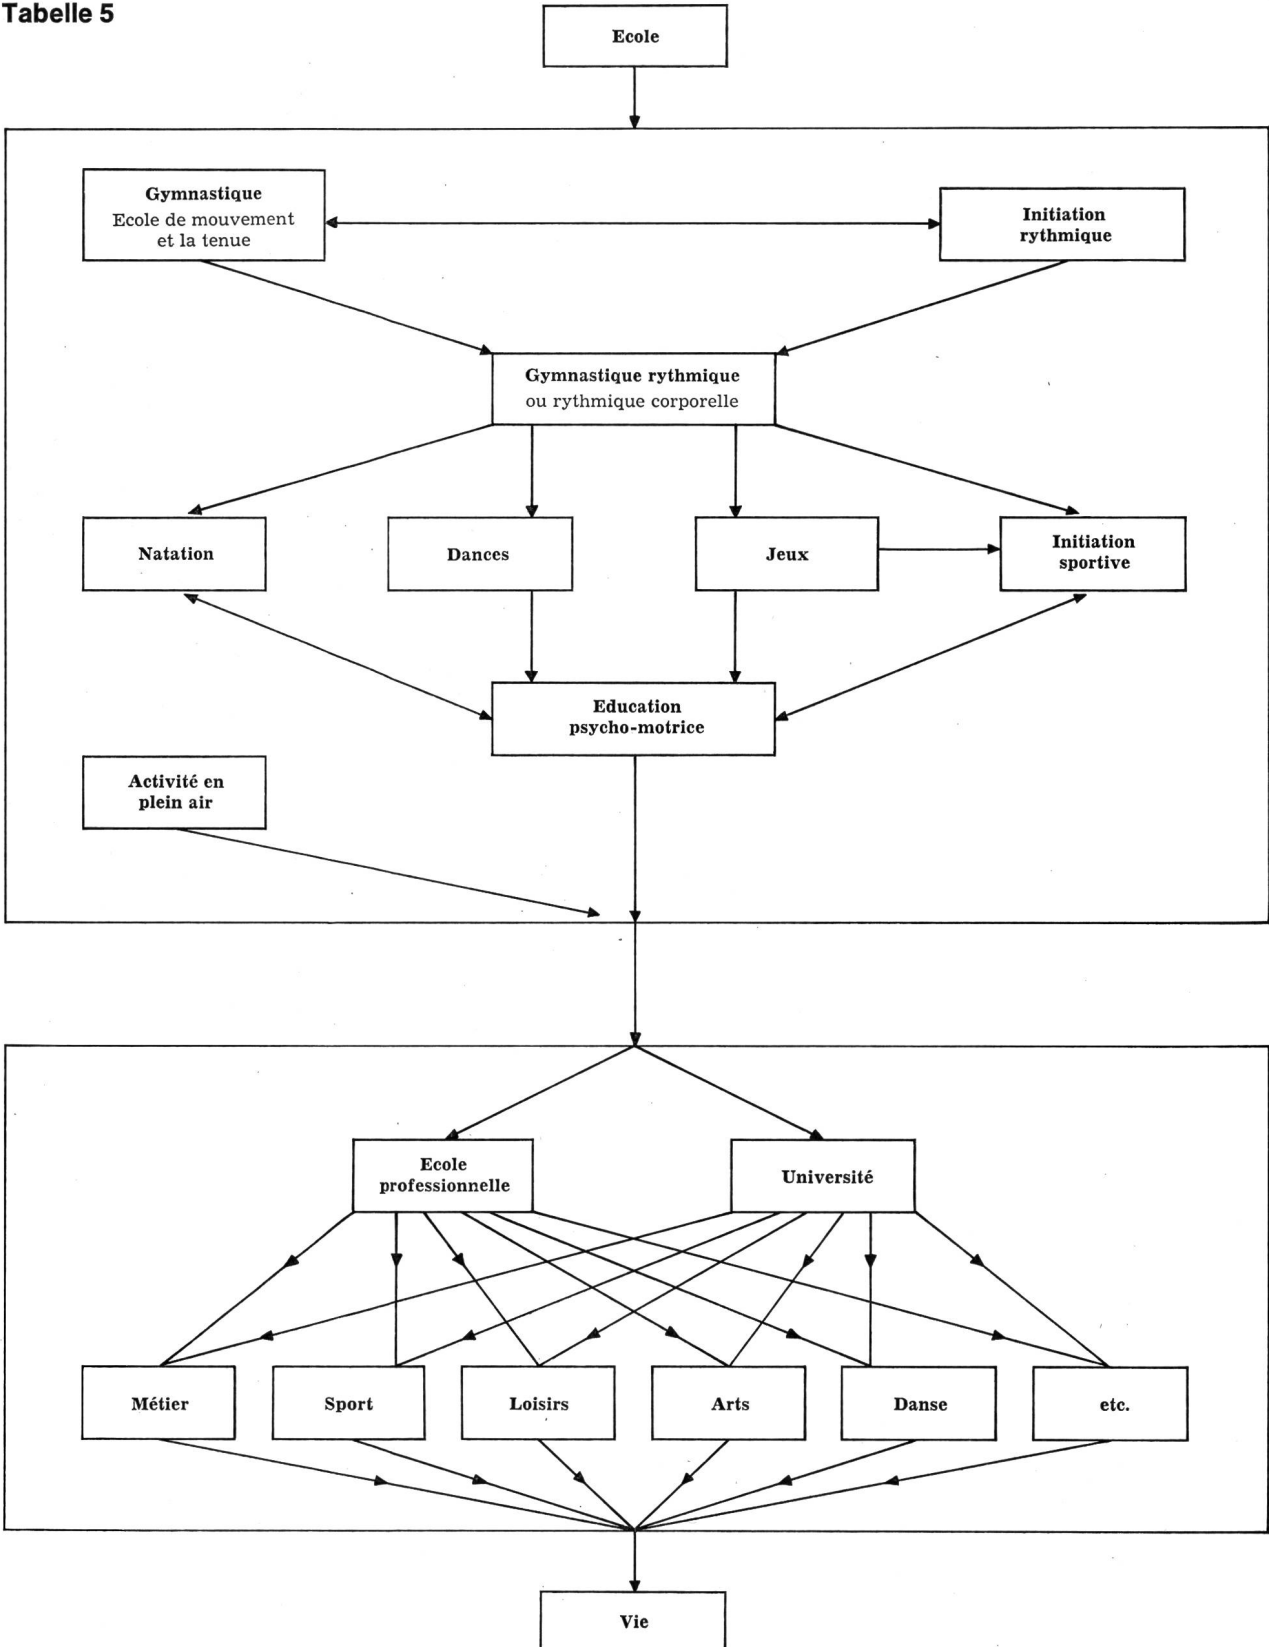 Tabelle 5
Ecole
Gymnastique
Ecole de mouvement
et la tenue
Initiation
rythmique
Gymnastique rythmique
ou rythmique corporelle
Natation
Dances
Jeux
Initiation
sportive
Education
psycho-motrice
Activité en
plein air
Ecole
professionnelle
Université
Métier
Sport
Loisirs
Arts
Danse
etc.
Vie